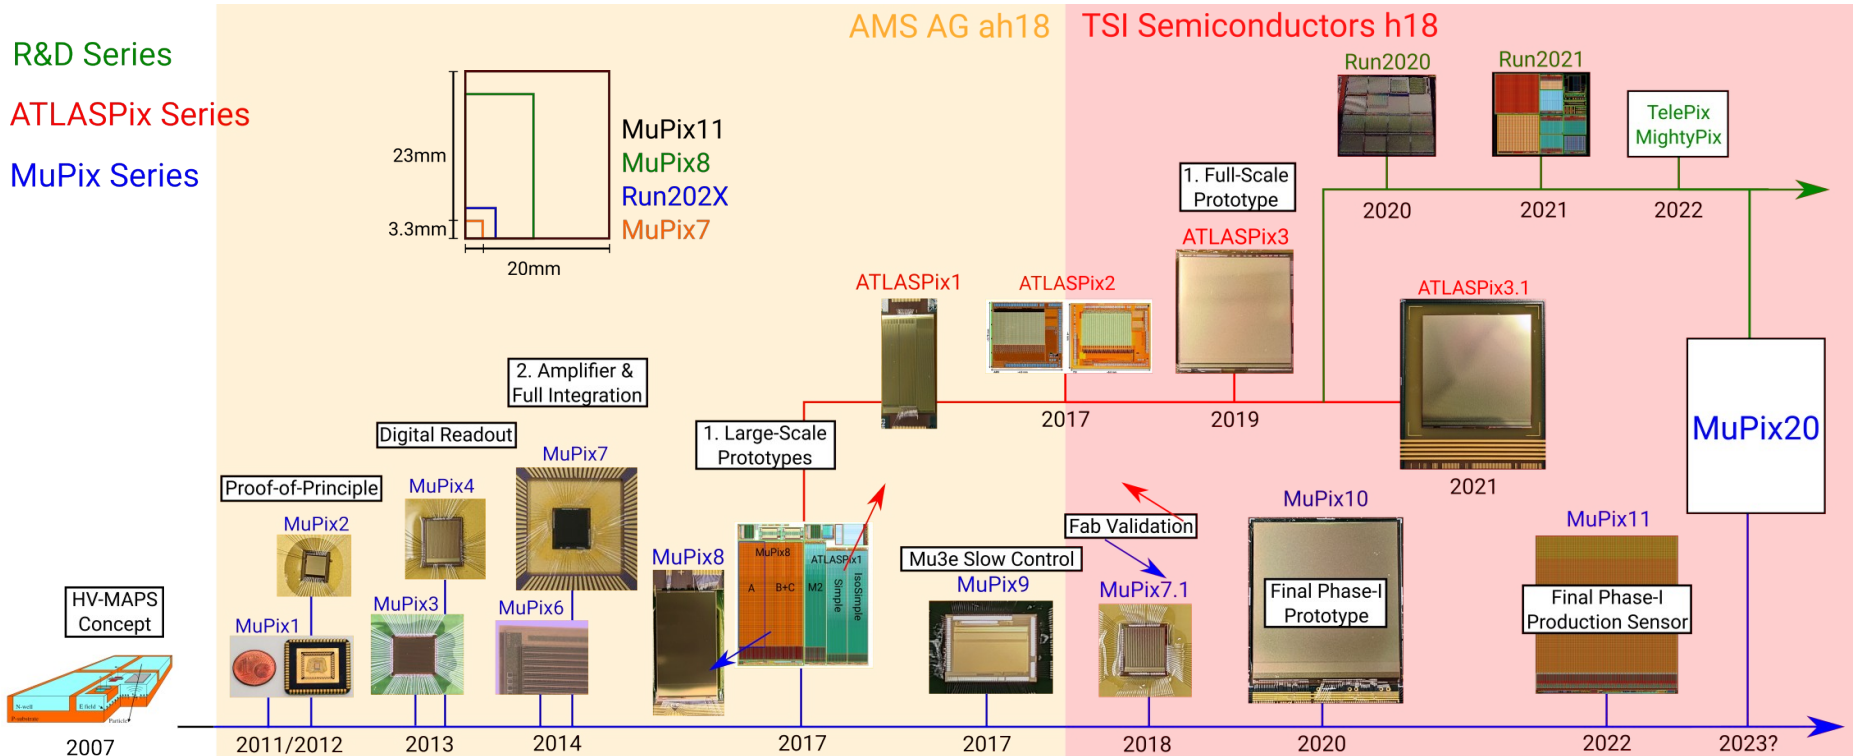 AMS AG ah18
TSI Semiconductors h18
R&D Series
ATLASPix Series
MuPix Series
23mm
3.3mm
20mm
MuPix11
MuPix8
Run202X
MuPix7
Run2020
Run2021
TelePix
MightyPix
2020
2021
2022
1. Full-Scale
Prototype
ATLASPix3
ATLASPix1
ATLASPix2
ATLASPix3.1
2017
2019
2021
MuPix20
2. Amplifier &
Full Integration
Digital Readout
1. Large-Scale
Prototypes
MuPix7
Proof-of-Principle
MuPix4
MuPix2
MuPix10
MuPix11
Fab Validation
Mu3e Slow Control
MuPix8
MuPix8
ATLASPix1
A
B+C
M2
Simple
IsoSimple
MuPix9
MuPix7.1
Final Phase-I
Prototype
Final Phase-I
Production Sensor
HV-MAPS
Concept
MuPix1
MuPix3
MuPix6
N-well
E field
P-substrate
Particle
2007
2011/2012
2013
2014
2017
2017
2018
2020
2022
2023?